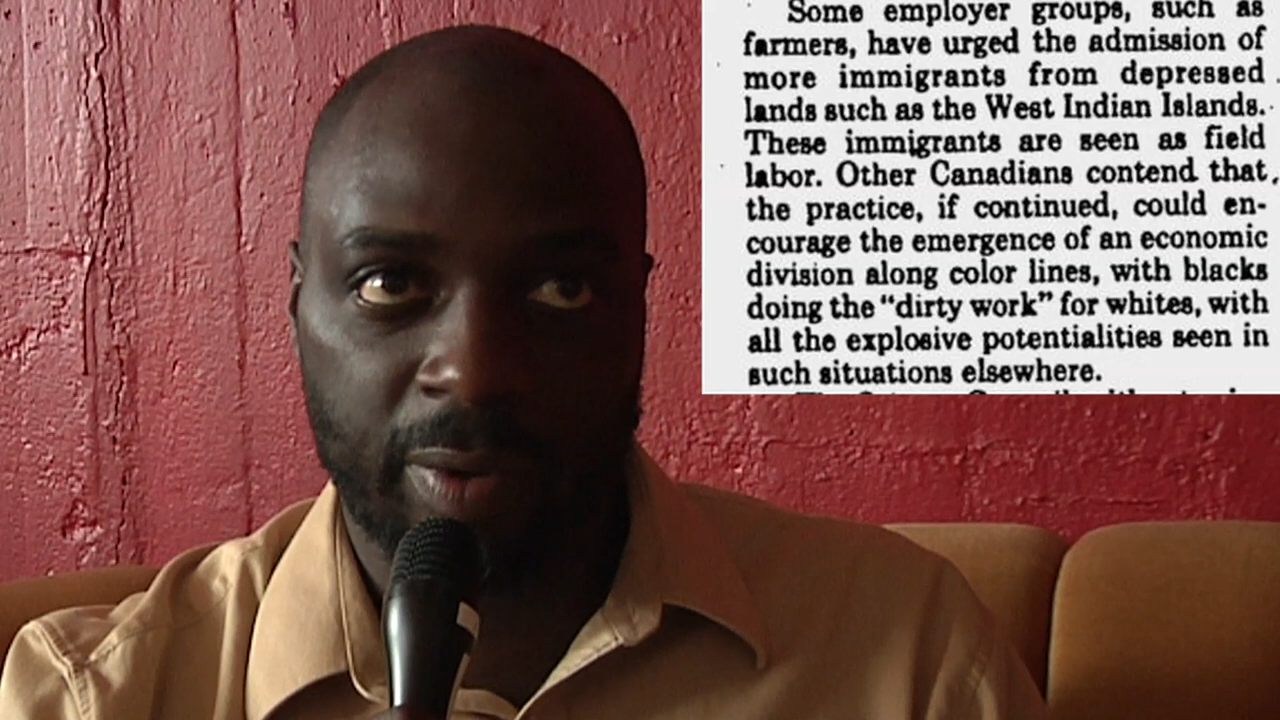 Some employer groups, such as
farmers, have urged the admission of
more immigrants from depressed
lands such as the West Indian Islands.
These immigrants are seen as field
labor. Other Canadians contend that,
the practice, if continued, could en-
courage the emergence of an economic
division along color lines, with blacks
doing the "dirty work" for whites, with
all the explosive potentialities seen in
such situations elsewhere.